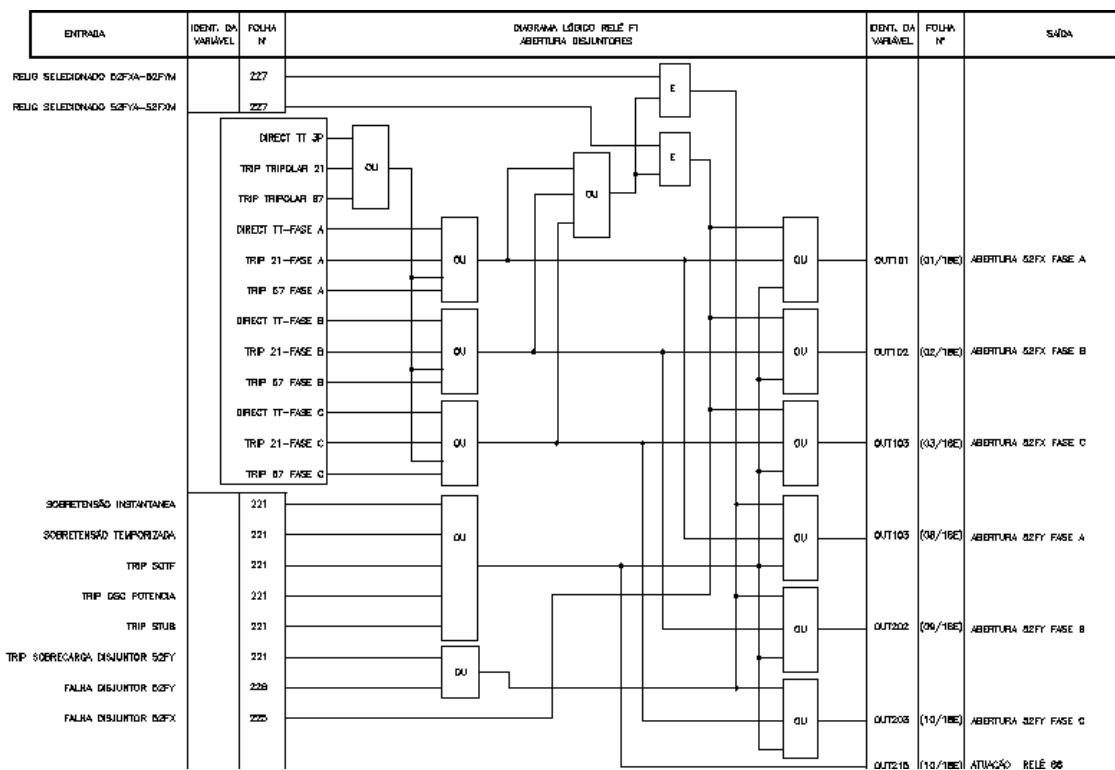 ENTRADA
IDENT. DA VARIÁVEL
FOLHA Nº
DIAGRAMA LÓGICO RELÉ F1
ABERTURA DISJUNTORES
IDENT. DA VARIÁVEL
FOLHA Nº
SAÍDA
RELIG SELECIONADO 52FXA-52FYM 227
RELIG SELECIONADO 52FYA-52FXM 227
E
E
DIRECT TT 3P
TRIP TRIPOLAR 21
TRIP TRIPOLAR 67
OU
OU
DIRECT TT-FASE A
TRIP 21-FASE A
TRIP 67 FASE A
OU
OU
OUT101 (01/16E) ABERTURA 52FX FASE A
DIRECT TT-FASE B
TRIP 21-FASE B
TRIP 67 FASE B
OU
OU
OUT102 (02/16E) ABERTURA 52FX FASE B
DIRECT TT-FASE C
TRIP 21-FASE C
TRIP 67 FASE C
OU
OU
OUT103 (03/16E) ABERTURA 52FX FASE C
SOBRETENSÃO INSTANTANEA 221
SOBRETENSÃO TEMPORIZADA 221
TRIP SOTF 221
TRIP OSC POTENCIA 221
TRIP STUB 221
OU
OU
OUT103 (08/16E) ABERTURA 52FY FASE A
OU
OUT202 (09/16E) ABERTURA 52FY FASE B
TRIP SOBRECARGA DISJUNTOR 52FY 221
FALHA DISJUNTOR 52FY 226
OU
FALHA DISJUNTOR 52FX 225
OU
OUT203 (10/16E) ABERTURA 52FY FASE C
OUT215 (10/16E) ATUAÇÃO RELÉ 86